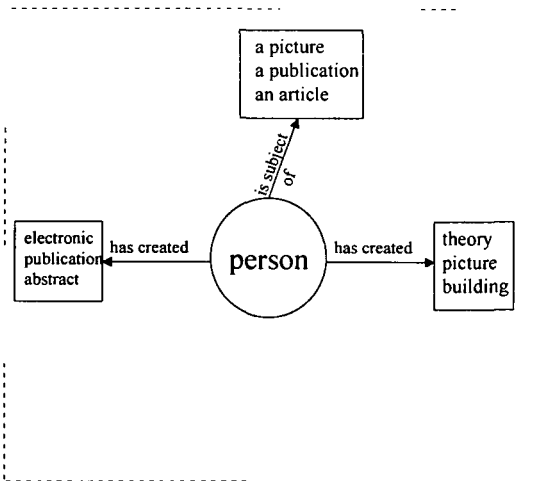 a picture
a publication
an article
is subject
of
electronic
publication
abstract
has created
person
has created
theory
picture
building